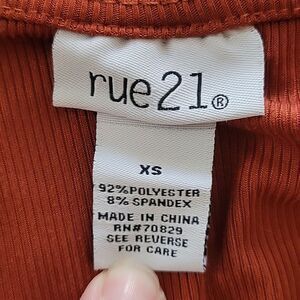 rue21®
XS
92%POLYESTER
8% SPANDEX
MADE IN CHINA
RN#70829
SEE REVERSE
FOR CARE